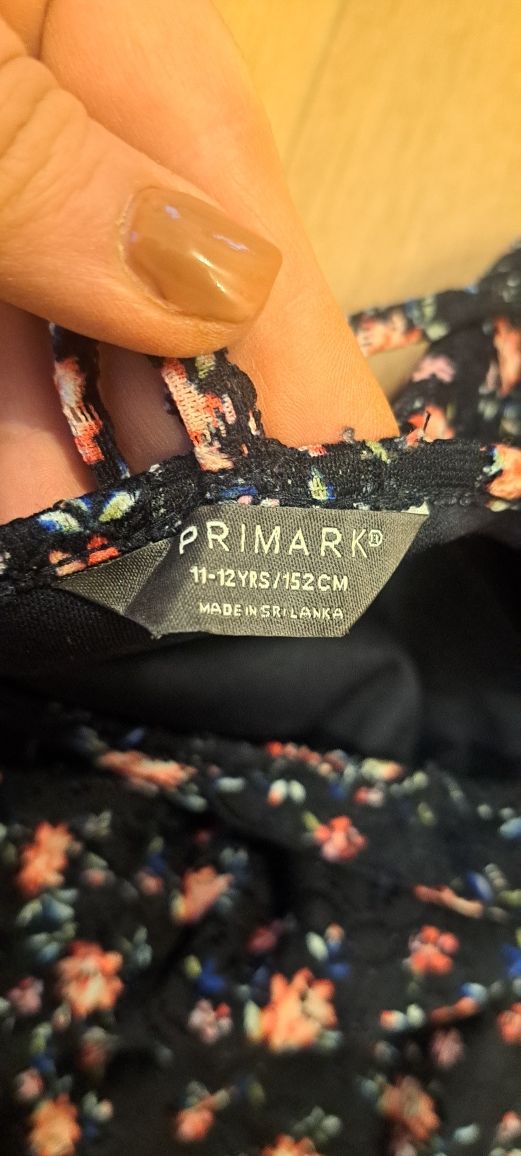 PRIMARK®
11-12YRS/152CM
MADE IN SRI LANKA